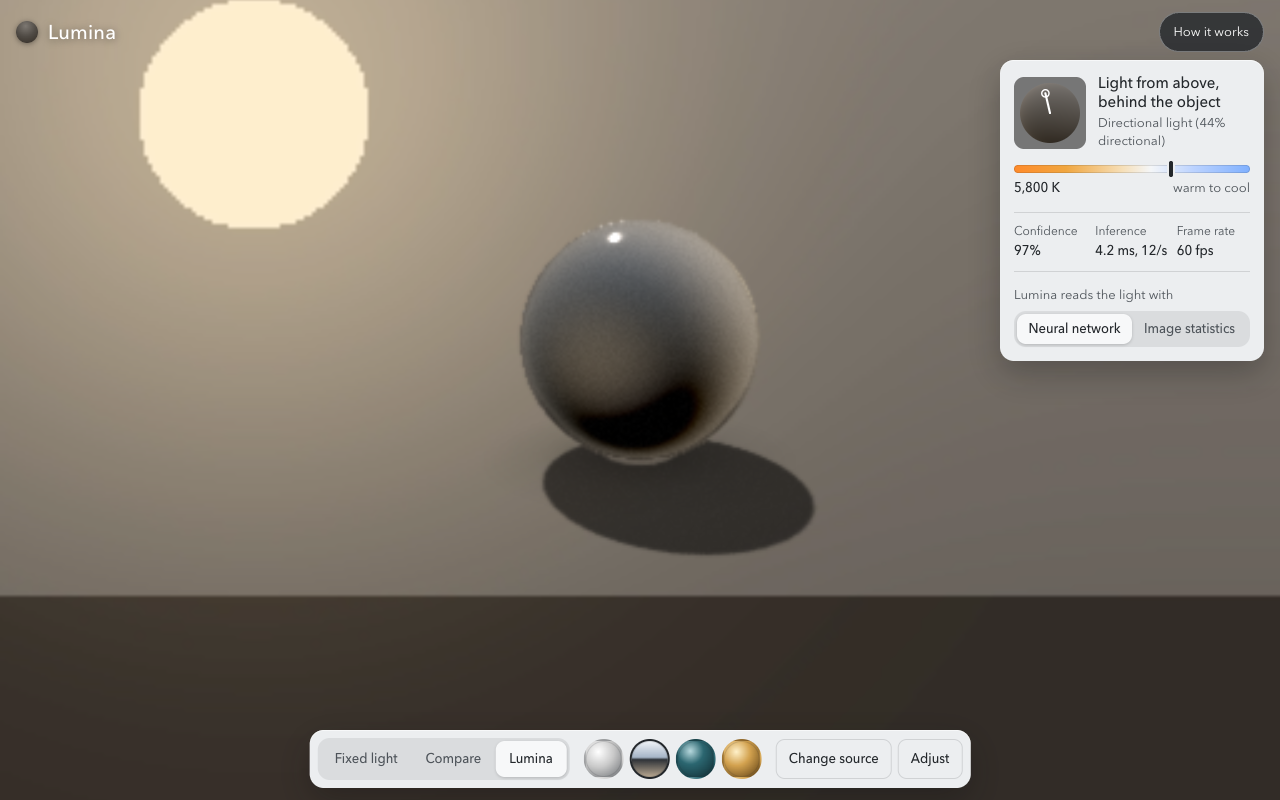 Lumina
How it works
Light from above,
behind the object
Directional light (44%
directional)
5,800 K
warm to cool
Confidence
Inference
Frame rate
97%
4.2 ms, 12/s
60 fps
Lumina reads the light with
Neural network
Image statistics
Fixed light
Compare
Lumina
Change source
Adjust